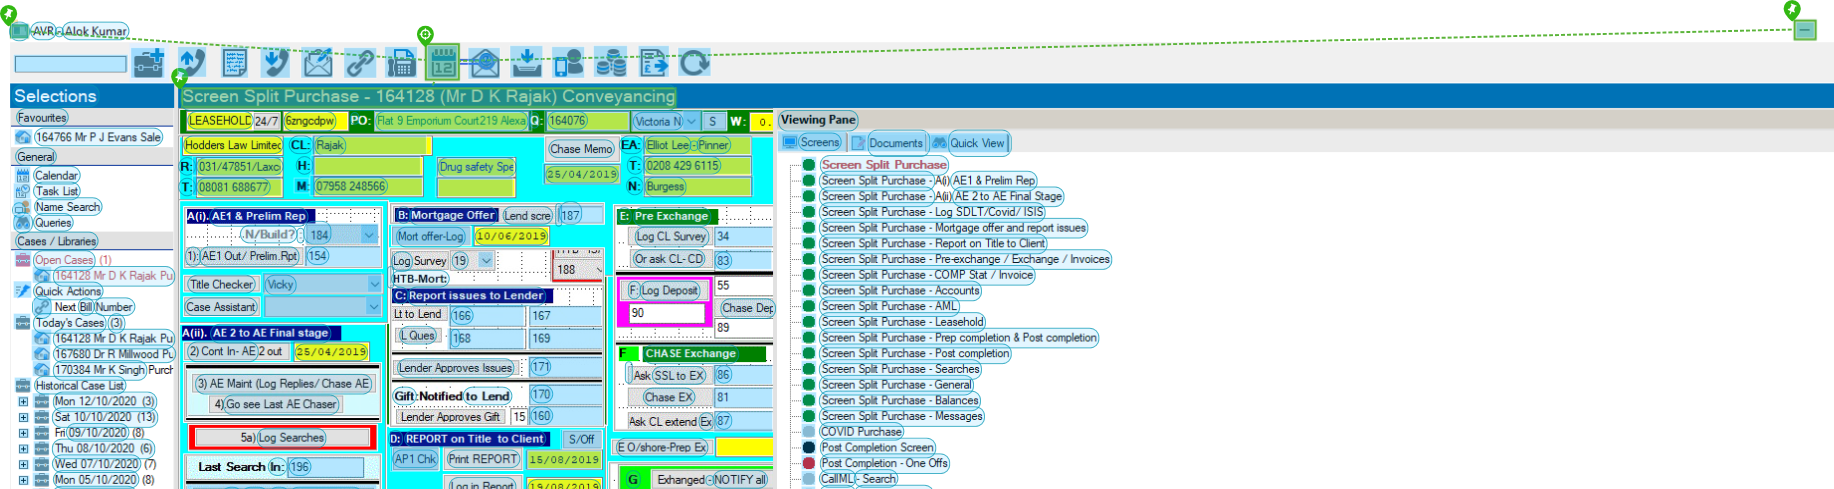 AVRI - Alok Kumar
12
Selections
Screen Split Purchase - 164128 (Mr D K Rajak) Conveyancing
Favourites
164766 Mr P J Evans Sale
General
Calendar
Task List
Name Search
Queries
Cases / Libraries
Open Cases (1)
164128 Mr D K Rajak Pu
Quick Actions
Next Bill Number
Today's Cases (3)
164128 Mr D K Rajak Pu
167680 Dr R Millwood Pu
170384 Mr K Singh Purch
Historical Case List
Mon 12/10/2020 (3)
Sat 10/10/2020 (13)
Fri 09/10/2020 (8)
Thu 08/10/2020 (6)
Wed 07/10/2020 (7)
Mon 05/10/2020 (8)
LEASEHOLD 24/7 6zngcdpw PO: Flat 9 Emporium Court219 Alexa Q: 164076 Victoria N S W: 0.
Hodders Law Limited CL: Rajak Chase Memo EA: Elliot Lee - Pinner
R: 031/47851/Laxc H: Drug safety Spe 25/04/2019 T: 0208 429 6115
T: 08081 688677 M: 07958 248566 N: Burgess
A(i). AE1 & Prelim Rep
N/Build? : 184
1): AE1 Out/ Prelim.Rpt 154
Title Checker Vicky
Case Assistant
A(ii). AE 2 to AE Final stage
2) Cont In- AE 2 out 25/04/2019
3) AE Maint (Log Replies/ Chase AE)
4) Go see Last AE Chaser
5a) Log Searches
Last Search In: 196
B: Mortgage Offer Lend scre 187
Mort offer-Log 10/06/2019
Log Survey 19
188
HTB-Mort:
C: Report issues to Lender
Lt to Lend 166 167
L Ques 168 169
Lender Approves Issues 171
Gift: Notified to Lend 170
Lender Approves Gift 15 160
D: REPORT on Title to Client S/Off
AP1 Chk Print REPORT 15/08/2019
Log in Report 19/08/2019
E: Pre Exchange
Log CL Survey 34
Or ask CL- CD 83
F: Log Deposit 55
90 Chase Dep
89
F CHASE Exchange
Ask SSL to EX 86
Chase EX 81
Ask CL extend Ex 87
E O/shore-Prep Ex
G Exhanged - NOTIFY all
Viewing Pane
Screens Documents Quick View
Screen Split Purchase
Screen Split Purchase - A(i) AE1 & Prelim Rep
Screen Split Purchase - A(ii) AE 2 to AE Final Stage
Screen Split Purchase - Log SDLT/Covid/ ISIS
Screen Split Purchase - Mortgage offer and report issues
Screen Split Purchase - Report on Title to Client
Screen Split Purchase - Pre-exchange / Exchange / Invoices
Screen Split Purchase - COMP Stat / Invoice
Screen Split Purchase - Accounts
Screen Split Purchase - AML
Screen Split Purchase - Leasehold
Screen Split Purchase - Prep completion & Post completion
Screen Split Purchase - Post completion
Screen Split Purchase - Searches
Screen Split Purchase - General
Screen Split Purchase - Balances
Screen Split Purchase - Messages
COVID Purchase
Post Completion Screen
Post Completion - One Offs
CallML - Search